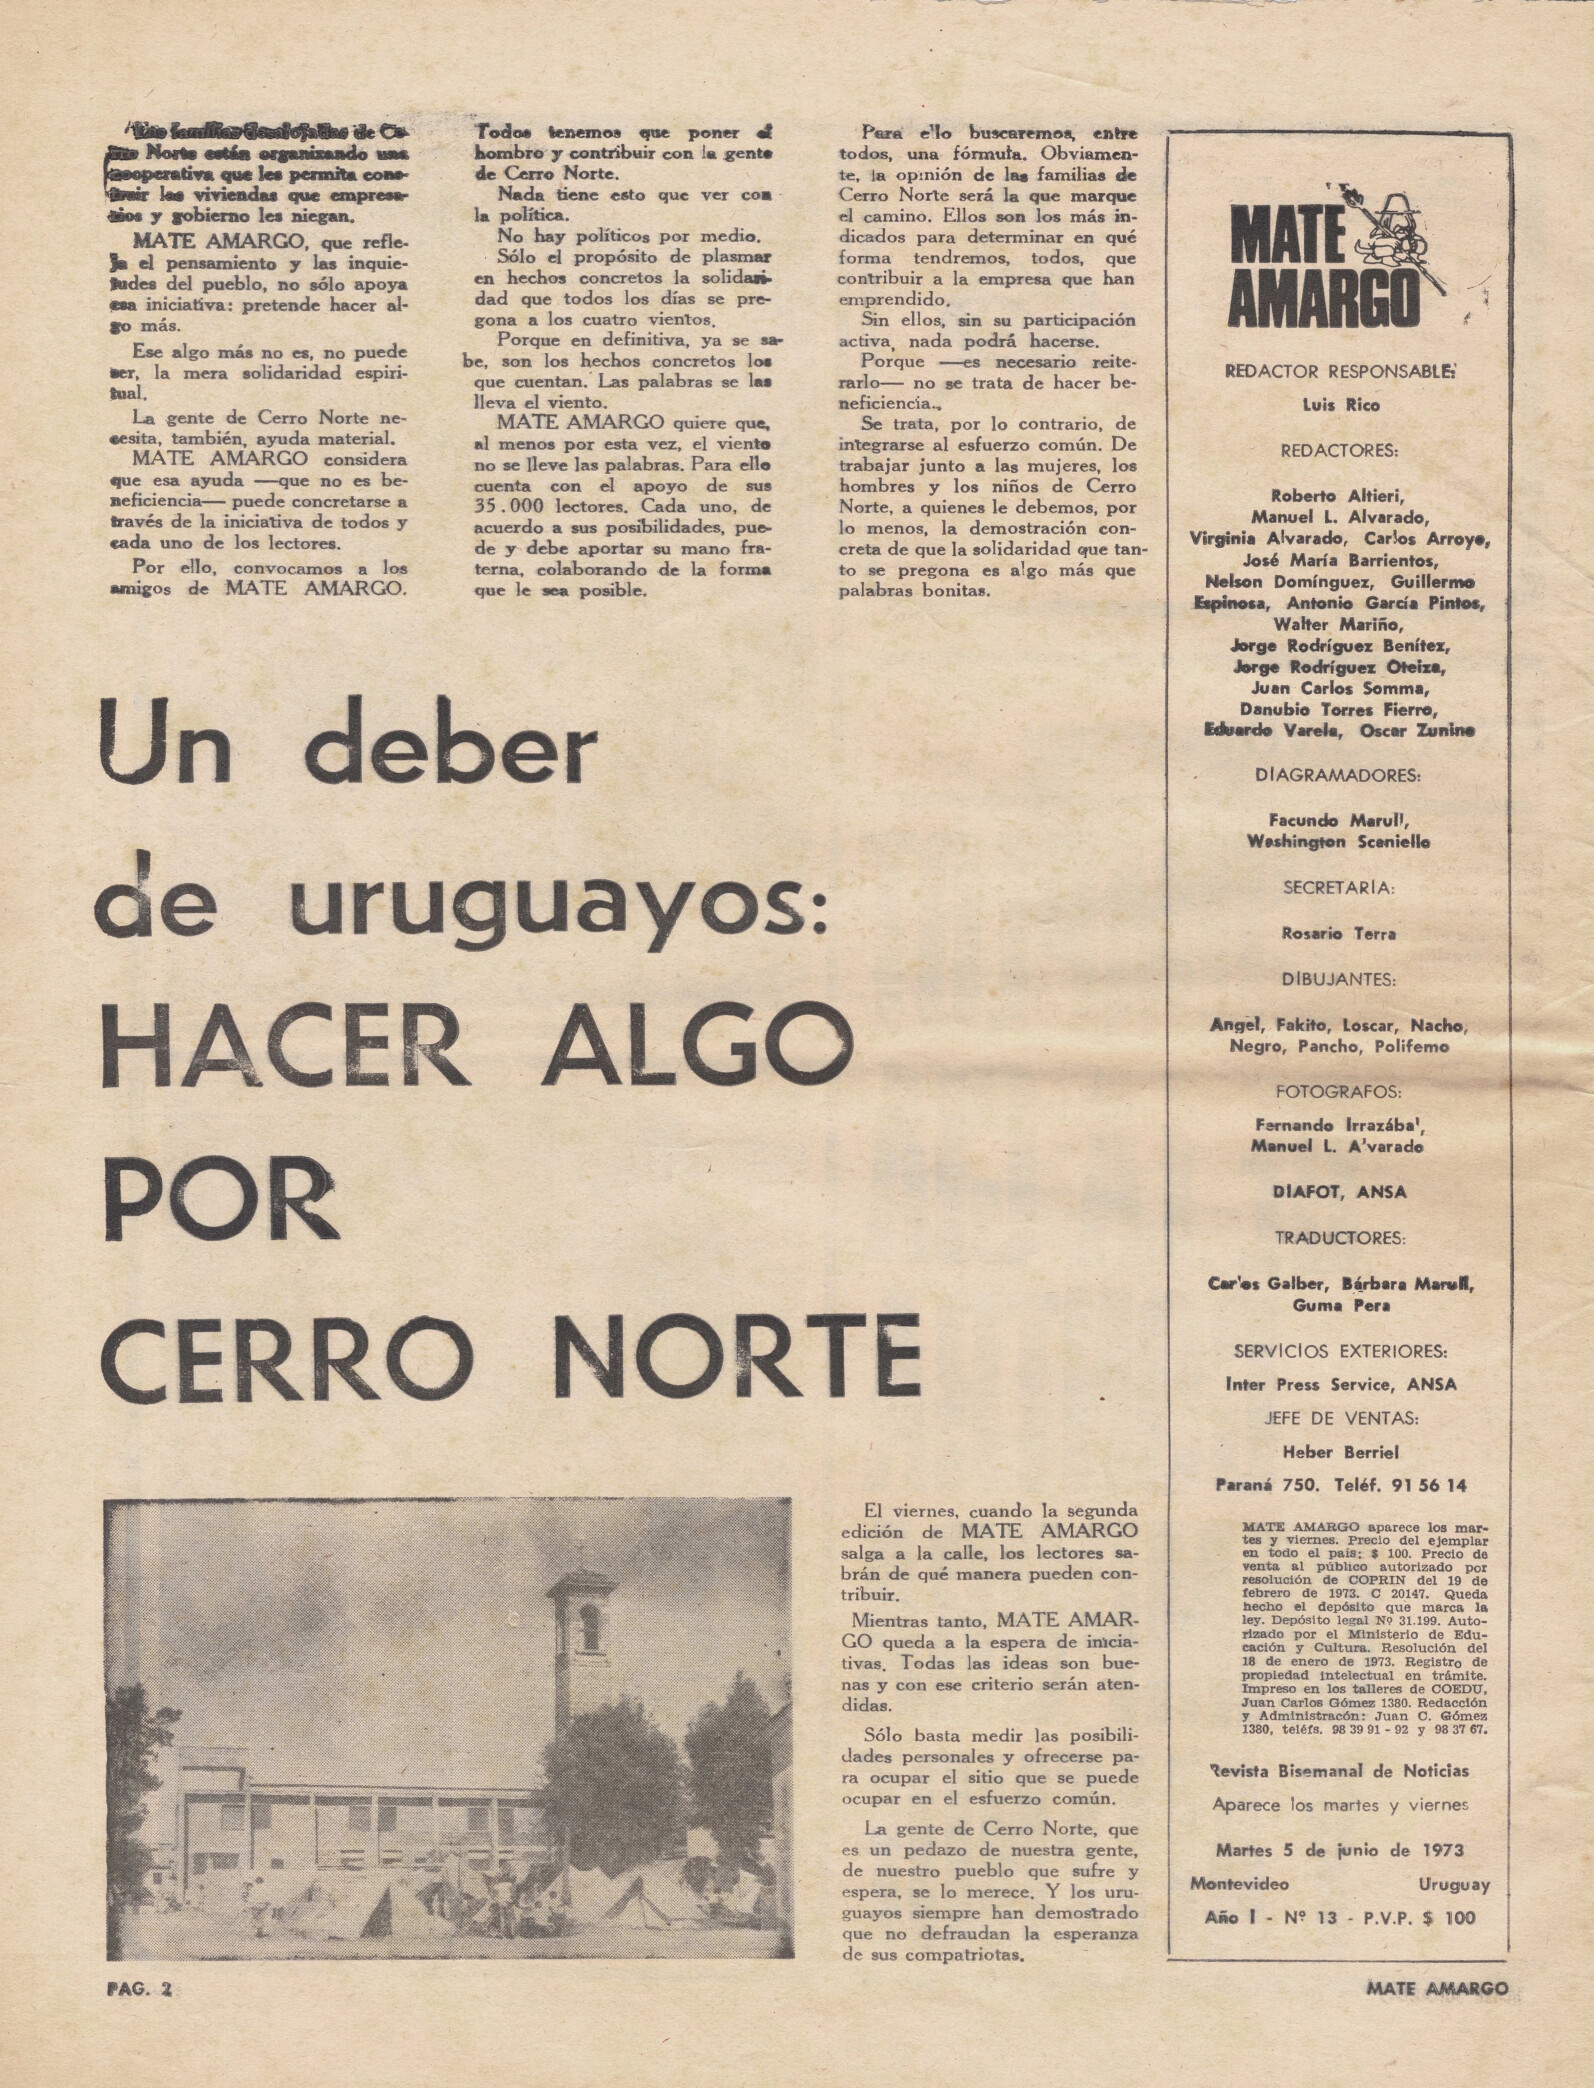 Las familias desalojadas de Ce-
rro Norte están organizando una
cooperativa que les permita cons-
truir las viviendas que empresa-
rios y gobierno les niegan.
MATE AMARGO, que refle-
ja el pensamiento y las inquie-
tudes del pueblo, no sólo apoya
esa iniciativa: pretende hacer al-
go más.
Ese algo más no es, no puede
ser, la mera solidaridad espiri-
tual.
La gente de Cerro Norte ne-
cesita, también, ayuda material.
MATE AMARGO considera
que esa ayuda —que no es be-
neficiencia— puede concretarse a
través de la iniciativa de todos y
cada uno de los lectores.
Por ello, convocamos a los
amigos de MATE AMARGO.
Todos tenemos que poner el
hombro y contribuir con la gente
de Cerro Norte.
Nada tiene esto que ver con
la política.
No hay políticos por medio.
Sólo el propósito de plasmar
en hechos concretos la solidari-
dad que todos los días se pre-
gona a los cuatro vientos.
Porque en definitiva, ya se sa-
be, son los hechos concretos los
que cuentan. Las palabras se las
lleva el viento.
MATE AMARGO quiere que,
al menos por esta vez, el viento
no se lleve las palabras. Para ello
cuenta con el apoyo de sus
35.000 lectores. Cada uno, de
acuerdo a sus posibilidades, pue-
de y debe aportar su mano fra-
terna, colaborando de la forma
que le sea posible.
Para e'lo buscaremos, entre
todos, una fórmula. Obviamen-
te, la opinión de las familias de
Cerro Norte será la que marque
el camino. Ellos son los más in-
dicados para determinar en qué
forma tendremos, todos, que
contribuir a la empresa que han
emprendido.
Sin ellos, sin su participación
activa, nada podrá hacerse.
Porque —es necesario reite-
rarlo— no se trata de hacer be-
neficiencia.,
Se trata, por lo contrario, de
integrarse al esfuerzo común. De
trabajar junto a las mujeres, los
hombres y los niños de Cerro
Norte, a quienes le debemos, por
lo menos, la demostración con-
creta de que la solidaridad que tan-
to se pregona es algo más que
palabras bonitas.
Un deber
de uruguayos:
HACER ALGO
POR
CERRO NORTE
El viernes, cuando la segunda
edición de MATE AMARGO
salga a la calle, los lectores sa-
brán de qué manera pueden con-
tribuir.
Mientras tanto, MATE AMAR-
GO queda a la espera de inicia-
tivas. Todas las ideas son bue-
nas y con ese criterio serán aten-
didas.
Sólo basta medir las posibili-
dades personales y ofrecerse pa-
ra ocupar el sitio que se puede
ocupar en el esfuerzo común.
La gente de Cerro Norte, que
es un pedazo de nuestra gente,
de nuestro pueblo que sufre y
espera, se lo merece. Y los uru-
guayos siempre han demostrado
que no defraudan la esperanza
de sus compatriotas.
MATE
AMARGO
REDACTOR RESPONSABLE:
Luis Rico
REDACTORES:
Roberto Altieri,
Manuel L. Alvarado,
Virginia Alvarado, Carlos Arroyo,
José María Barrientos,
Nelson Domínguez, Guillermo
Espinosa, Antonio García Pintos,
Walter Mariño,
Jorge Rodríguez Benítez,
Jorge Rodríguez Oteiza,
Juan Carlos Somma,
Danubio Torres Fierro,
Eduardo Varela, Oscar Zunino
DIAGRAMADORES:
Facundo Marull,
Washington Scaniello
SECRETARIA:
Rosario Terra
DIBUJANTES:
Angel, Fakito, Loscar, Nacho,
Negro, Pancho, Polifemo
FOTOGRAFOS:
Fernando Irrazába',
Manuel L. A'varado
DIAFOT, ANSA
TRADUCTORES:
Car'os Galber, Bárbara Marull,
Guma Pera
SERVICIOS EXTERIORES:
Inter Press Service, ANSA
JEFE DE VENTAS:
Heber Berriel
Paraná 750. Teléf. 91 56 14
MATE AMARGO aparece los mar-
tes y viernes. Precio del ejemplar
en todo el país: $ 100. Precio de
venta al público autorizado por
resolución de COPRIN del 19 de
febrero de 1973. C 20147. Queda
hecho el depósito que marca la
ley. Depósito legal Nº 31.199. Auto-
rizado por el Ministerio de Edu-
cación y Cultura. Resolución del
18 de enero de 1973. Registro de
propiedad intelectual en trámite.
Impreso en los talleres de COEDU,
Juan Carlos Gómez 1380. Redacción
y Administracón: Juan C. Gómez
1380, teléfs. 98 39 91 - 92 y 98 37 67.
Revista Bisemanal de Noticias
Aparece los martes y viernes
Martes 5 de junio de 1973
Montevideo Uruguay
Año I - Nº 13 - P.V.P. $ 100
PAG. 2
MATE AMARGO